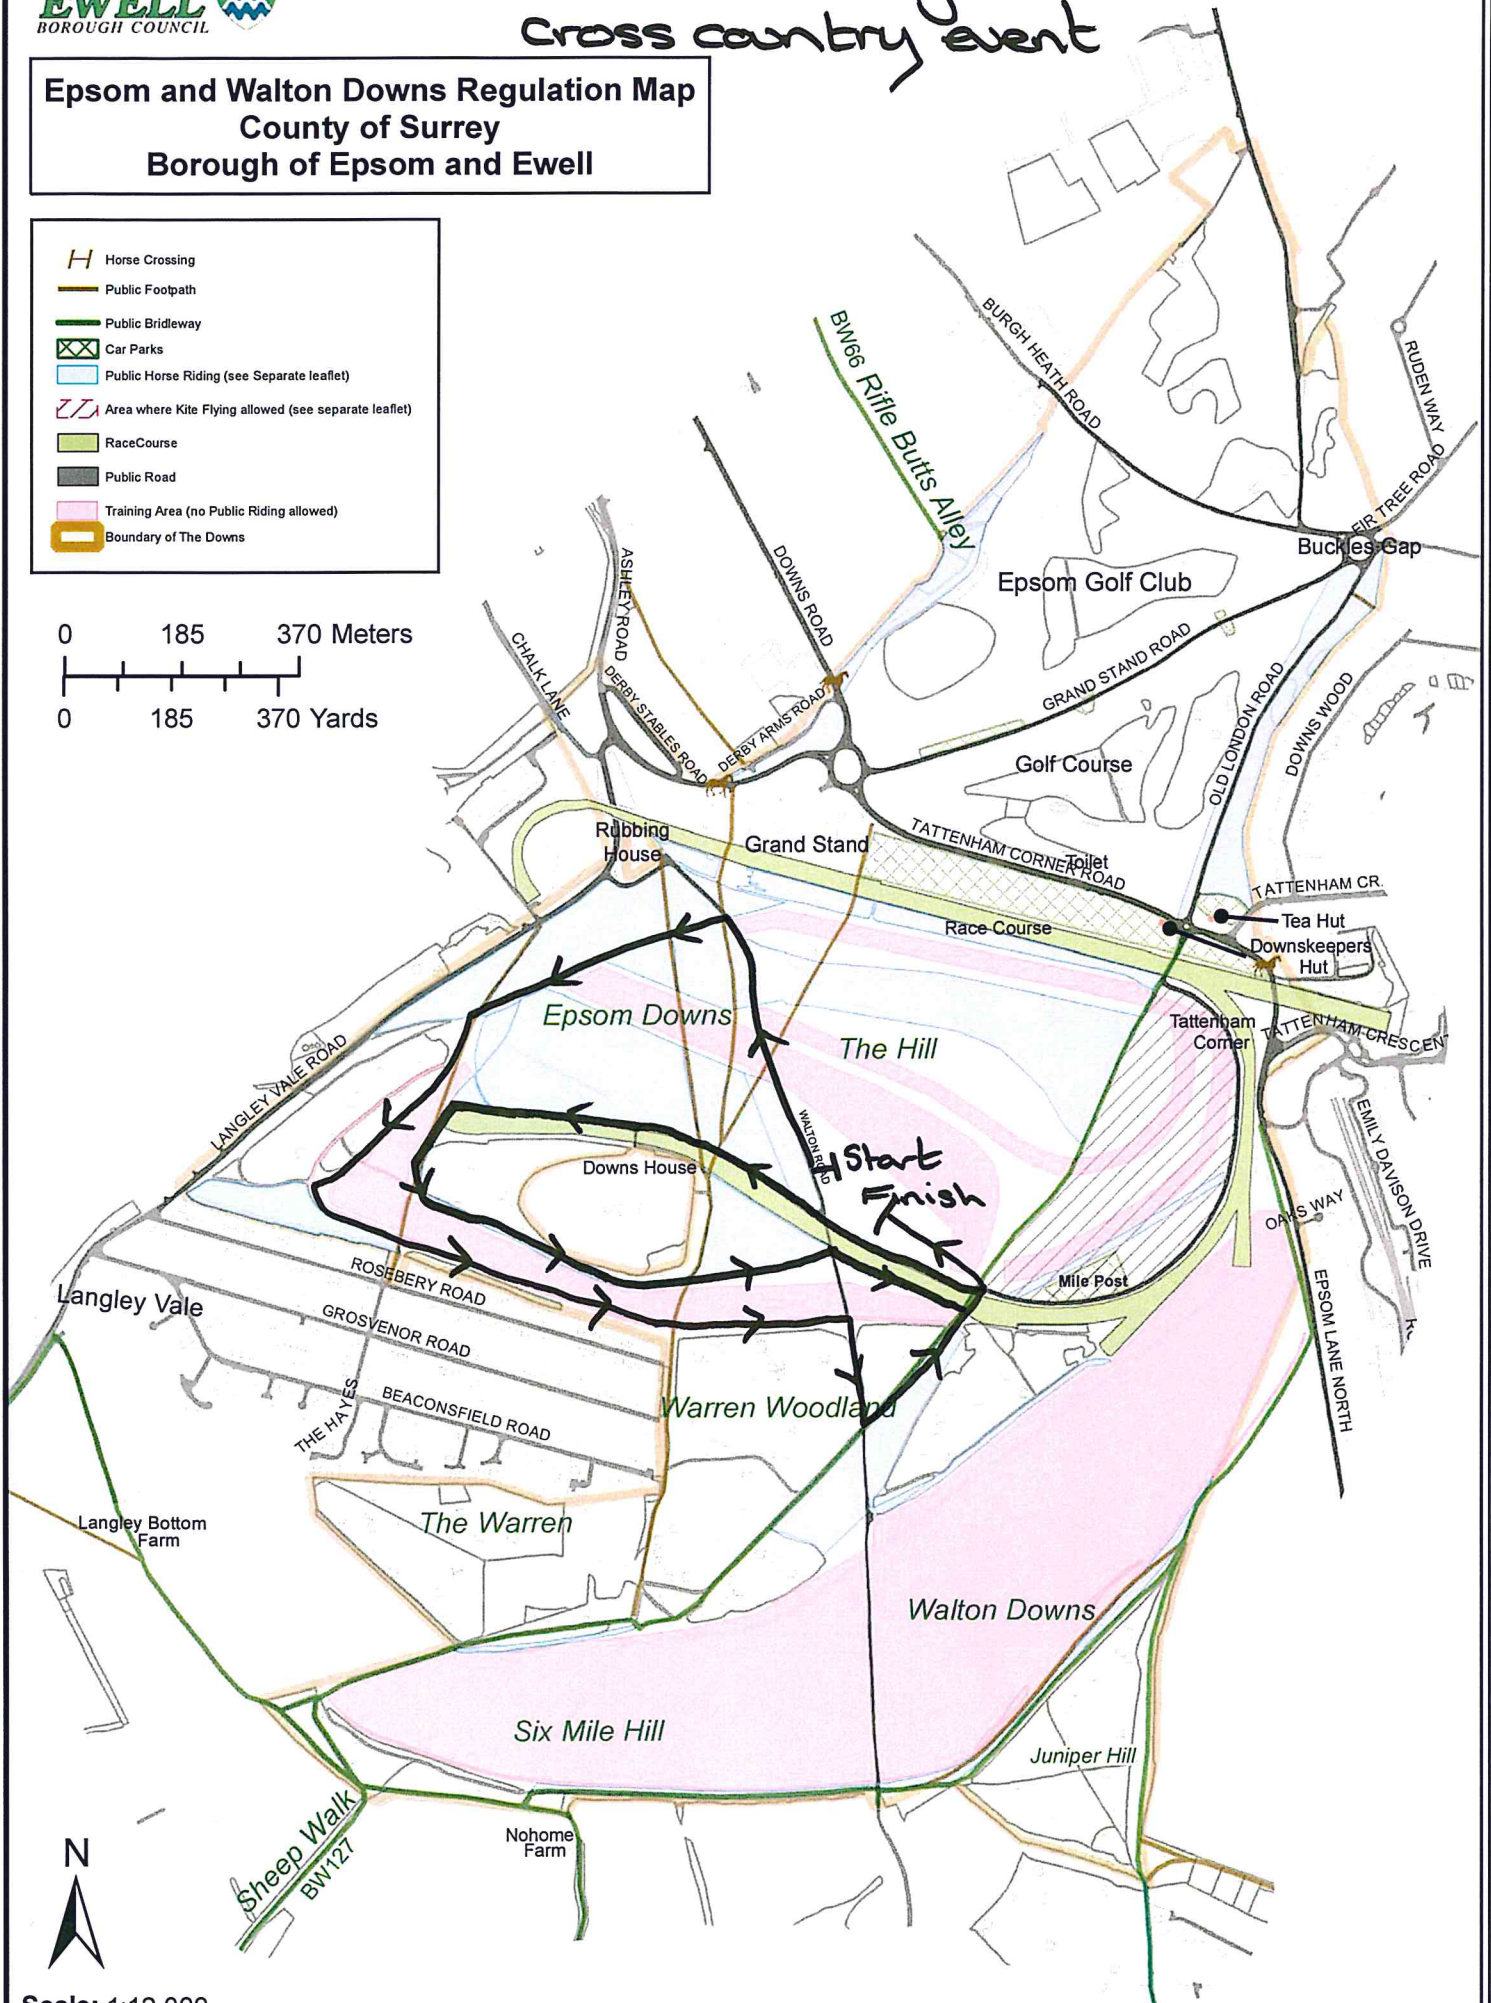 EWELL
BOROUGH COUNCIL
cross country event
Epsom and Walton Downs Regulation Map
County of Surrey
Borough of Epsom and Ewell
Horse Crossing
Public Footpath
Public Bridleway
Car Parks
Public Horse Riding (see Separate leaflet)
Area where Kite Flying allowed (see separate leaflet)
RaceCourse
Public Road
Training Area (no Public Riding allowed)
Boundary of The Downs
0 185 370 Meters
0 185 370 Yards
BURGH HEATH ROAD
RUDEN WAY
BW66 Rifle Butts Alley
FIR TREE ROAD
Buckles Gap
ASHLEY ROAD
DOWNS ROAD
Epsom Golf Club
CHALK LANE
DERBY STABLES ROAD
DERBY ARMS ROAD
GRAND STAND ROAD
OLD LONDON ROAD
DOWNS WOOD
Golf Course
Rubbing
House
Grand Stand
TATTENHAM CORNER ROAD
Toilet
TATTENHAM CR.
Tea Hut
Race Course
Downskeepers
Hut
Epsom Downs
The Hill
Tattenham
Corner
TATTENHAM CRESCENT
LANGLEY VALE ROAD
EMILY DAVISON DRIVE
WALTON ROAD
Start
Finish
Downs House
OAKS WAY
Mile Post
EPSOM LANE NORTH
Langley Vale
ROSEBERY ROAD
GROSVENOR ROAD
THE HAYES
BEACONSFIELD ROAD
Warren Woodland
The Warren
Langley Bottom
Farm
Walton Downs
Six Mile Hill
Juniper Hill
Sheep Walk
BW127
Nohome
Farm
N
Scale: 1:12,000